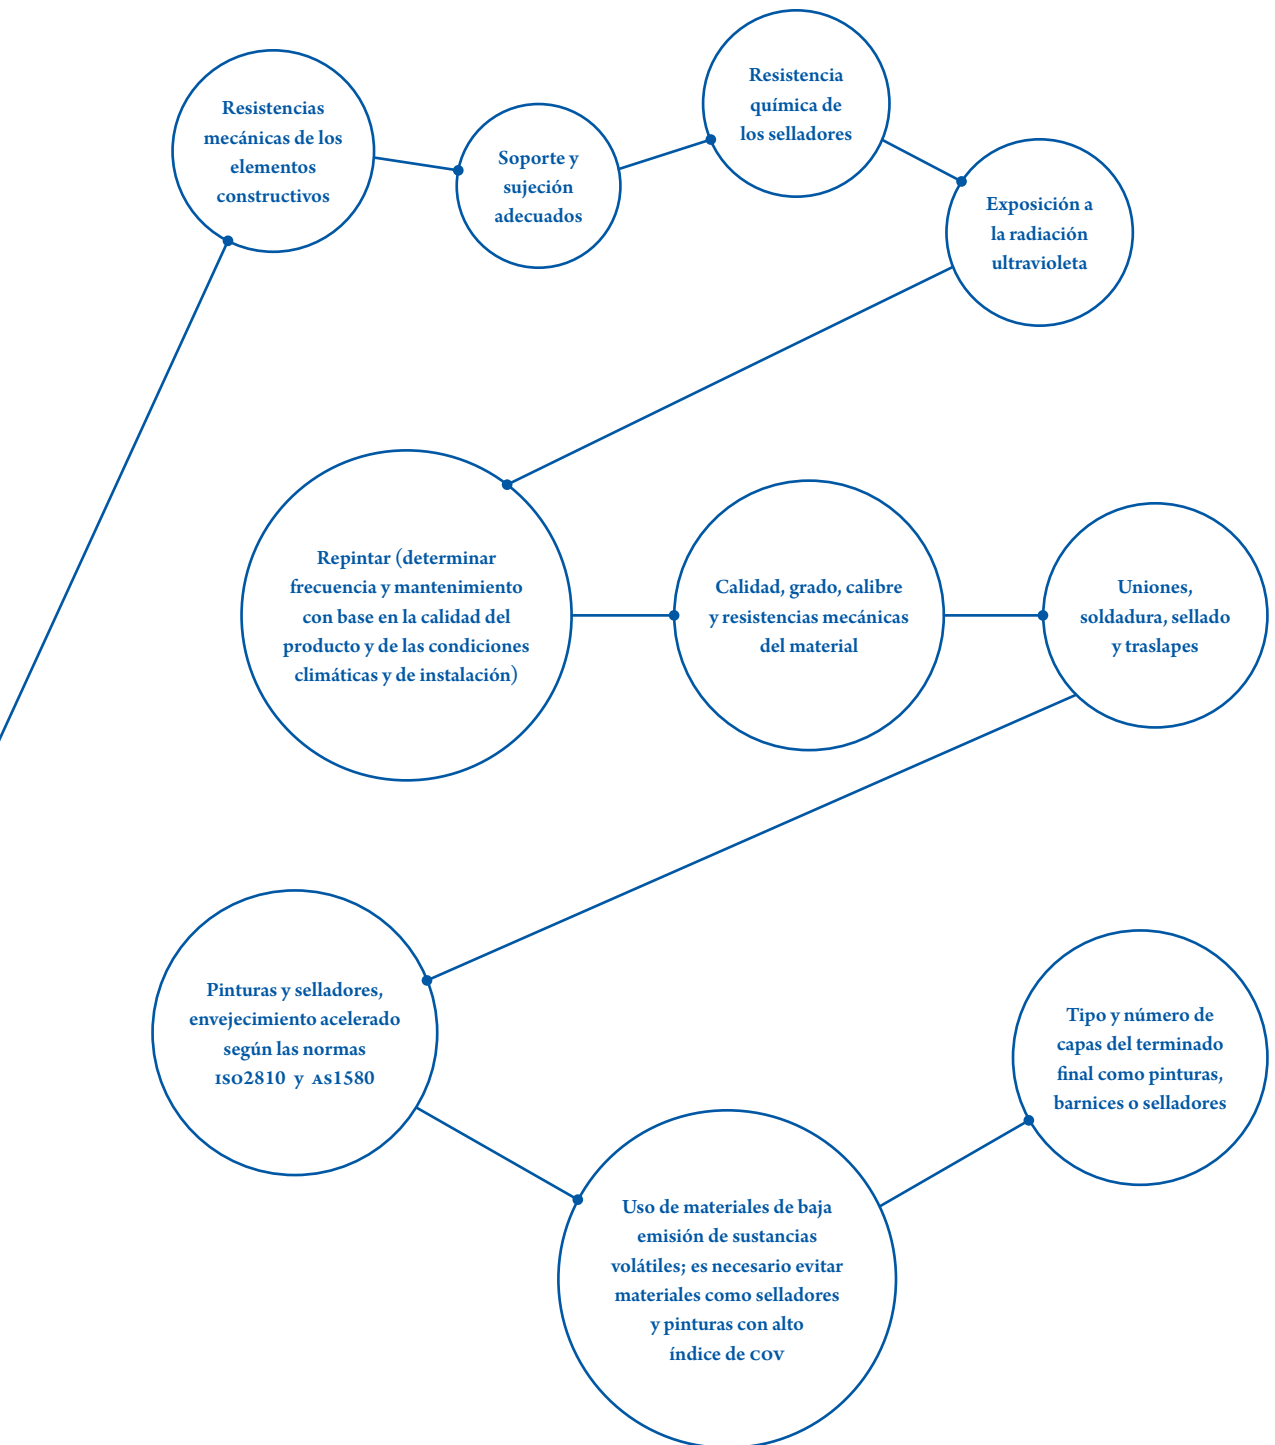 Resistencias
mecánicas de los
elementos
constructivos
Soporte y
sujeción
adecuados
Resistencia
química de
los selladores
Exposición a
la radiación
ultravioleta
Repintar (determinar
frecuencia y mantenimiento
con base en la calidad del
producto y de las condiciones
climáticas y de instalación)
Calidad, grado, calibre
y resistencias mecánicas
del material
Uniones,
soldadura, sellado
y traslapes
Pinturas y selladores,
envejecimiento acelerado
según las normas
ISO2810 y AS1580
Uso de materiales de baja
emisión de sustancias
volátiles; es necesario evitar
materiales como selladores
y pinturas con alto
índice de COV
Tipo y número de
capas del terminado
final como pinturas,
barnices o selladores